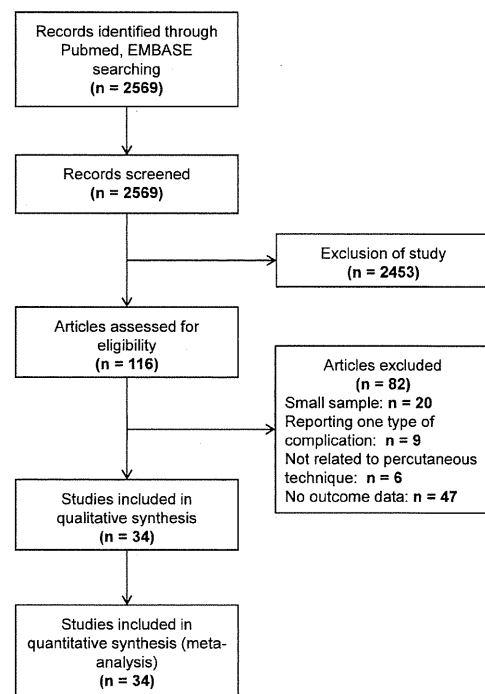 Records identified through
Pubmed, EMBASE
searching
(n = 2569)
Records screened
(n = 2569)
Exclusion of study
(n = 2453)
Articles assessed for
eligibility
(n = 116)
Articles excluded
(n = 82)
Small sample: n = 20
Reporting one type of
complication: n = 9
Not related to percutaneous
technique: n = 6
No outcome data: n = 47
Studies included in
qualitative synthesis
(n = 34)
Studies included in
quantitative synthesis (meta-
analysis)
(n = 34)